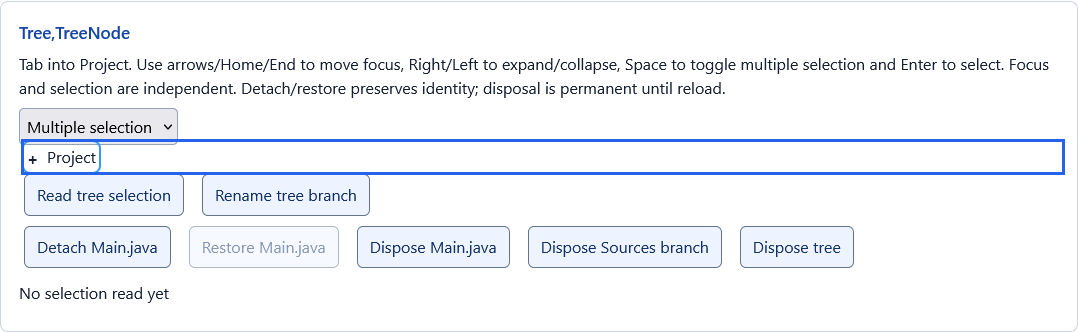 Tree,TreeNode
Tab into Project. Use arrows/Home/End to move focus, Right/Left to expand/collapse, Space to toggle multiple selection and Enter to select. Focus
and selection are independent. Detach/restore preserves identity; disposal is permanent until reload.
Multiple selection
+ Project
Read tree selection Rename tree branch
Detach Main.java Restore Main.java Dispose Main.java Dispose Sources branch Dispose tree
No selection read yet